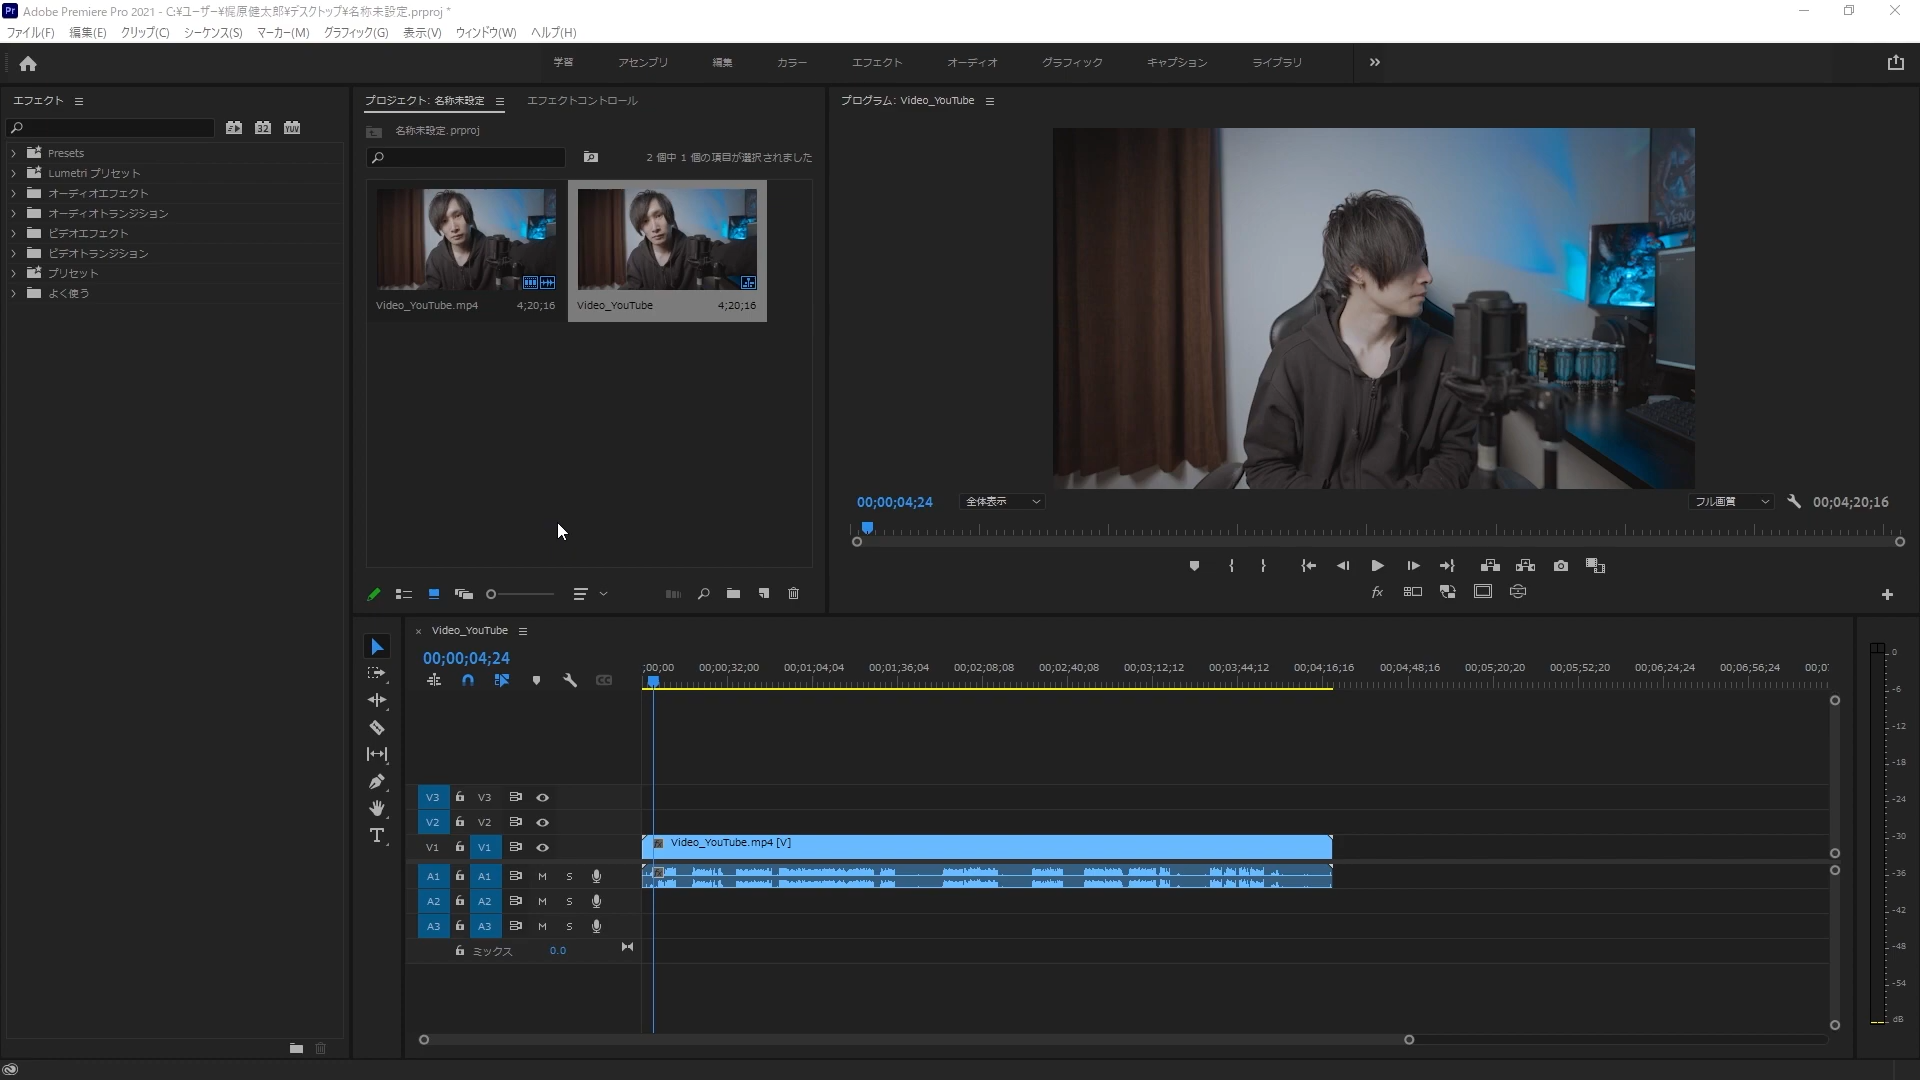 Pr Adobe Premiere Pro 2021 - C:¥ユーザー¥梶原健太郎¥デスクトップ¥名称未設定.prproj *
ファイル(F) 編集(E) クリップ(C) シーケンス(S) マーカー(M) グラフィック(G) 表示(V) ウィンドウ(W) ヘルプ(H)
学習 アセンブリ 編集 カラー エフェクト オーディオ グラフィック キャプション ライブラリ
エフェクト
32 YUV
Presets
Lumetri プリセット
オーディオエフェクト
オーディオトランジション
ビデオエフェクト
ビデオトランジション
プリセット
よく使う
プロジェクト: 名称未設定 エフェクトコントロール
名称未設定.prproj
2 個中 1 個の項目が選択されました
Video_YouTube.mp4 4;20;16
Video_YouTube 4;20;16
プログラム: Video_YouTube
00;00;04;24 全体表示 フル画質 00;04;20;16
fx
Video_YouTube
00;00;04;24
;00;00 00;00;32;00 00;01;04;04 00;01;36;04 00;02;08;08 00;02;40;08 00;03;12;12 00;03;44;12 00;04;16;16 00;04;48;16 00;05;20;20 00;05;52;20 00;06;24;24 00;06;56;24
CC
V3 V3
V2 V2
V1 V1
Video_YouTube.mp4 [V]
A1 A1 M S
A2 A2 M S
A3 A3 M S
ミックス 0.0
T
0
-6
-12
-18
-24
-30
-36
-42
-48
-54
dB